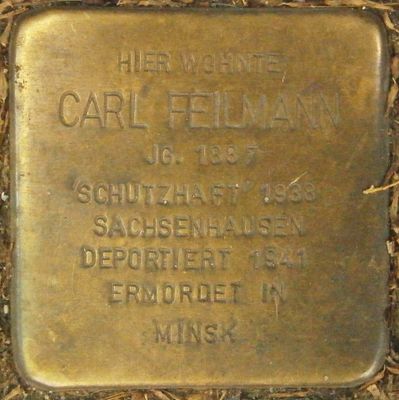 HIER WOHNTE
CARL FEILMANN
JG. 1887
'SCHUTZHAFT' 1938
SACHSENHAUSEN
DEPORTIERT 1941
ERMORDET IN
MINSK